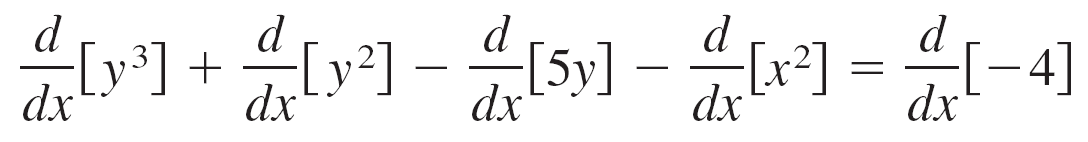 d/dx[y³] + d/dx[y²] − d/dx[5y] − d/dx[x²] = d/dx[−4]